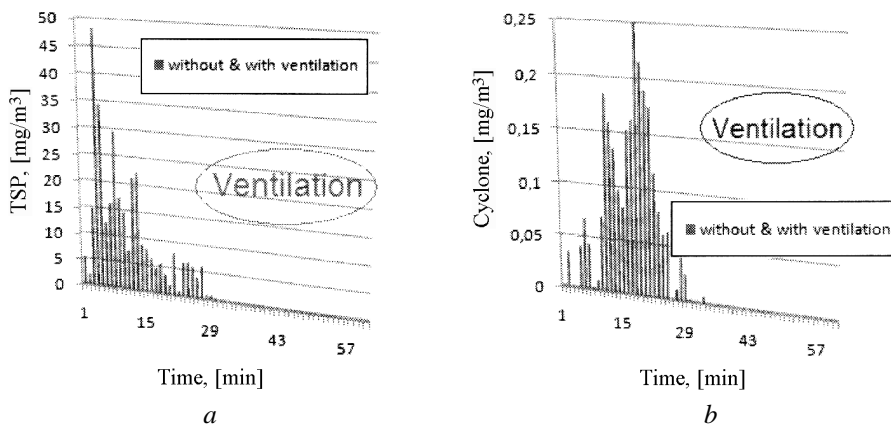 50
45
40
35
30
25
20
15
10
5
0
TSP, [mg/m³]
without & with ventilation
Ventilation
1
15
29
43
57
Time, [min]
a
0,25
0,2
0,15
0,1
0,05
0
Cyclone, [mg/m³]
Ventilation
without & with ventilation
1
15
29
43
57
Time, [min]
b